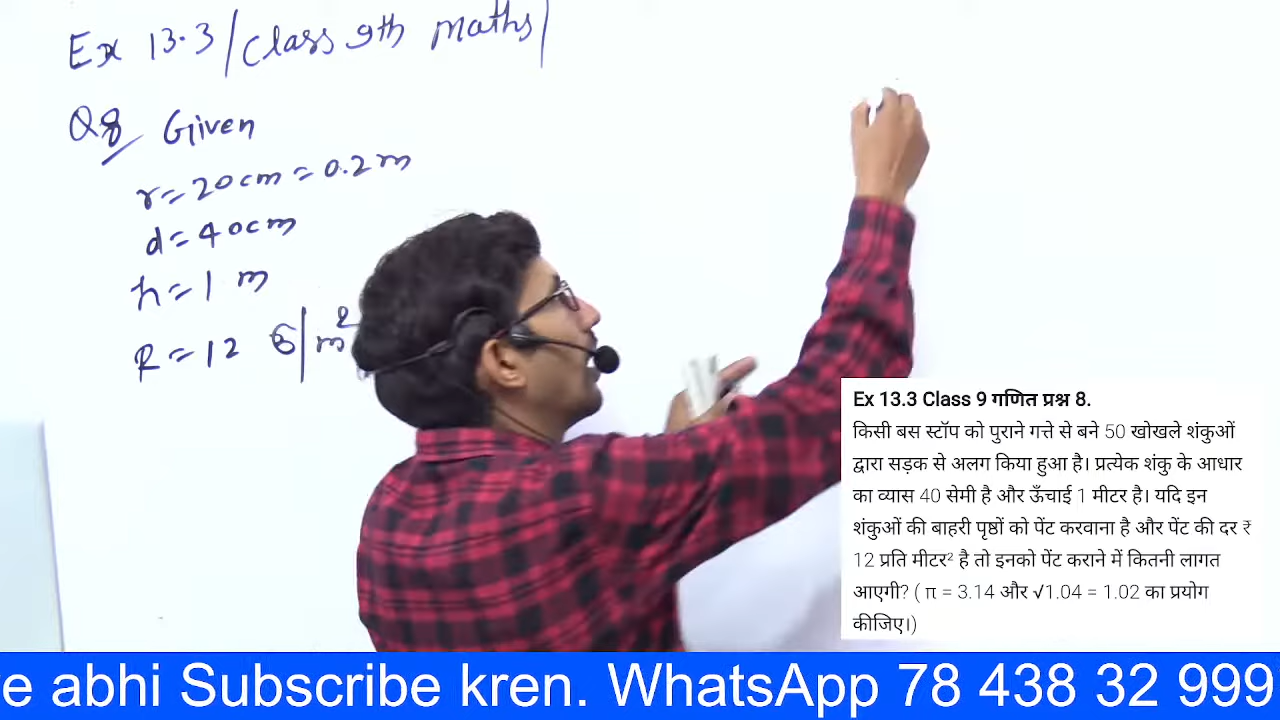 Ex 13.3/Class 9th Maths/
Q8 Given
r = 20cm = 0.2m
d = 40cm
h = 1 m
R = 12 ₹/m²
Ex 13.3 Class 9 गणित प्रश्न 8.
किसी बस स्टॉप को पुराने गत्ते से बने 50 खोखले शंकुओं
द्वारा सड़क से अलग किया हुआ है। प्रत्येक शंकु के आधार
का व्यास 40 सेमी है और ऊँचाई 1 मीटर है। यदि इन
शंकुओं की बाहरी पृष्ठों को पेंट करवाना है और पेंट की दर ₹
12 प्रति मीटर² है तो इनको पेंट कराने में कितनी लागत
आएगी? ( π = 3.14 और √1.04 = 1.02 का प्रयोग
कीजिए।)
e abhi Subscribe kren. WhatsApp 78 438 32 999